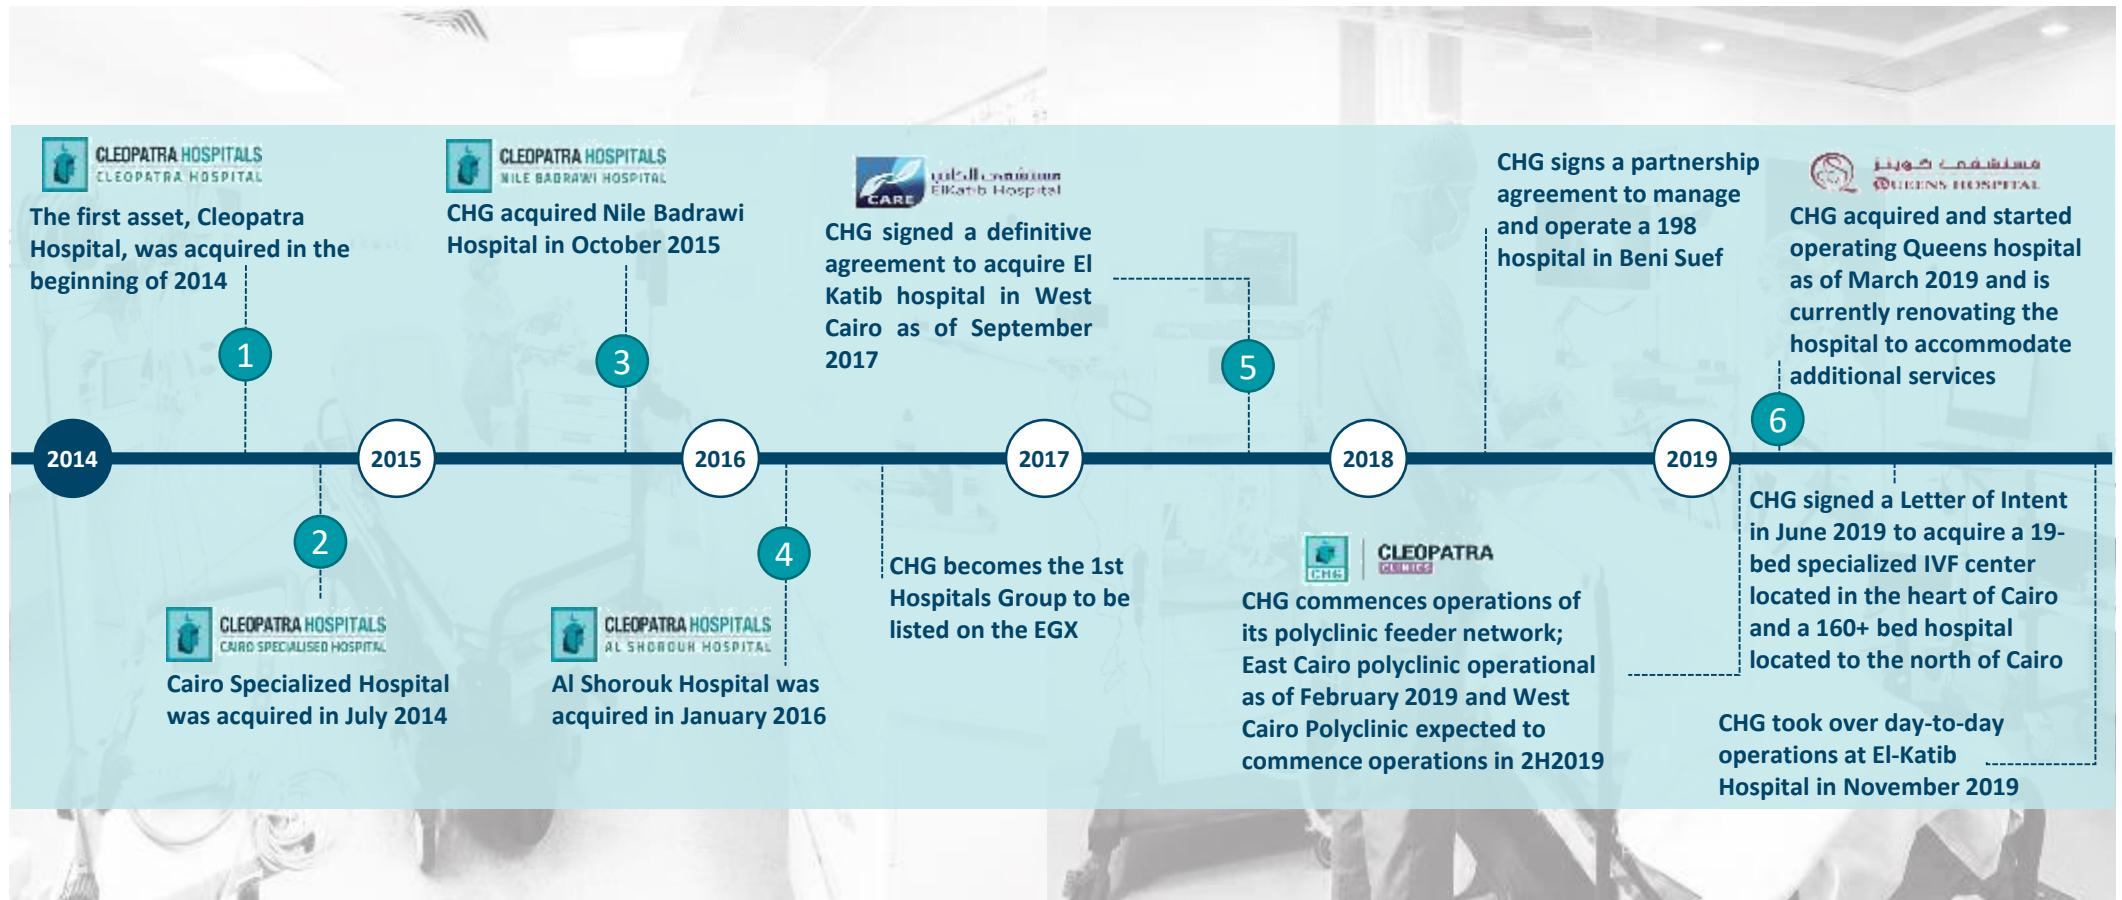 CLEOPATRA HOSPITALS
CLEOPATRA HOSPITAL
The first asset, Cleopatra
Hospital, was acquired in the
beginning of 2014
1
CLEOPATRA HOSPITALS
NILE BADRAWI HOSPITAL
CHG acquired Nile Badrawi
Hospital in October 2015
3
CARE
مستشفى الكاتب
ElKatib Hospital
CHG signed a definitive
agreement to acquire El
Katib hospital in West
Cairo as of September
2017
5
CHG signs a partnership
agreement to manage
and operate a 198
hospital in Beni Suef
مستشفى كوينز
QUEENS HOSPITAL
CHG acquired and started
operating Queens hospital
as of March 2019 and is
currently renovating the
hospital to accommodate
additional services
6
2014
2015
2016
2017
2018
2019
2
CLEOPATRA HOSPITALS
CAIRO SPECIALISED HOSPITAL
Cairo Specialized Hospital
was acquired in July 2014
4
CLEOPATRA HOSPITALS
AL SHOROUK HOSPITAL
Al Shorouk Hospital was
acquired in January 2016
CHG becomes the 1st
Hospitals Group to be
listed on the EGX
CHG
CLEOPATRA
CLINICS
CHG commences operations of
its polyclinic feeder network;
East Cairo polyclinic operational
as of February 2019 and West
Cairo Polyclinic expected to
commence operations in 2H2019
CHG signed a Letter of Intent
in June 2019 to acquire a 19-
bed specialized IVF center
located in the heart of Cairo
and a 160+ bed hospital
located to the north of Cairo
CHG took over day-to-day
operations at El-Katib
Hospital in November 2019